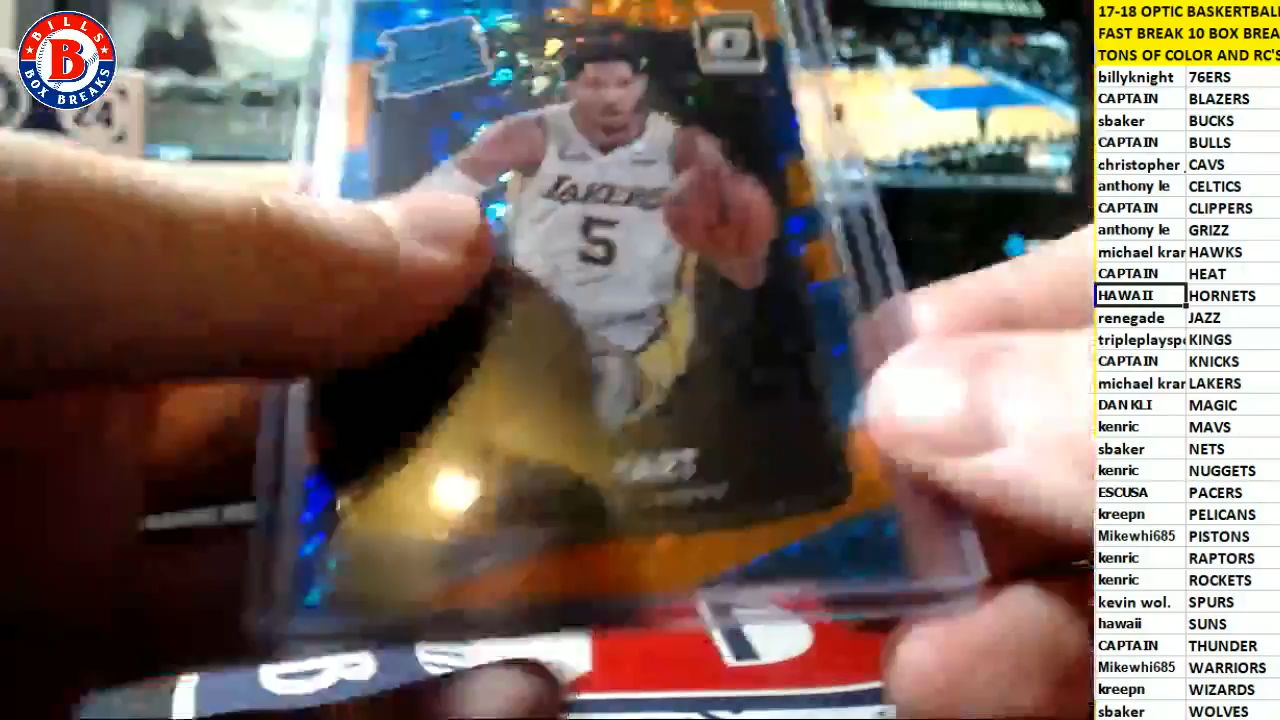 BILLS
B
BOX BREAKS
24
LAKERS
5
B
17-18 OPTIC BASKETBALL
FAST BREAK 10 BOX BREA
TONS OF COLOR AND RC'S
billyknight 76ERS
CAPTAIN BLAZERS
sbaker BUCKS
CAPTAIN BULLS
christopher CAVS
anthony le CELTICS
CAPTAIN CLIPPERS
anthony le GRIZZ
michael krar HAWKS
CAPTAIN HEAT
HAWAII HORNETS
renegade JAZZ
tripleplayspo KINGS
CAPTAIN KNICKS
michael krar LAKERS
DAN KLI MAGIC
kenric MAVS
sbaker NETS
kenric NUGGETS
ESCUSA PACERS
kreepn PELICANS
Mikewhi685 PISTONS
kenric RAPTORS
kenric ROCKETS
kevin wol. SPURS
hawaii SUNS
CAPTAIN THUNDER
Mikewhi685 WARRIORS
kreepn WIZARDS
sbaker WOLVES